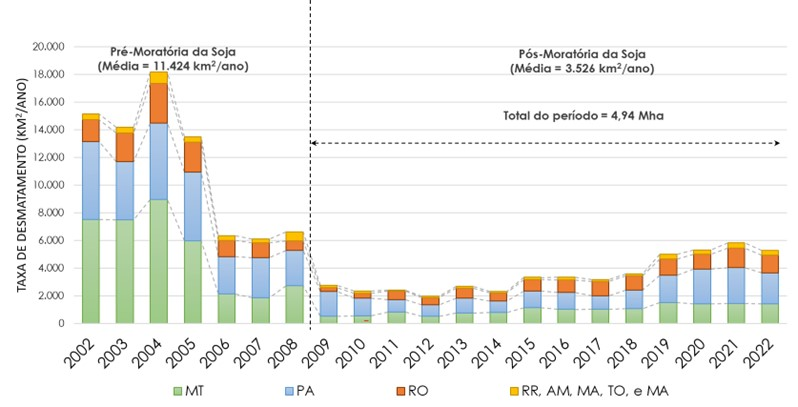 Pré-Moratória da Soja
(Média = 11.424 km²/ano)
Pós-Moratória da Soja
(Média = 3.526 km²/ano)
Total do período = 4,94 Mha
TAXA DE DESMATAMENTO (KM²/ANO)
20.000
18.000
16.000
14.000
12.000
10.000
8.000
6.000
4.000
2.000
0
2002 2003 2004 2005 2006 2007 2008 2009 2010 2011 2012 2013 2014 2015 2016 2017 2018 2019 2020 2021 2022
MT PA RO RR, AM, MA, TO, e MA